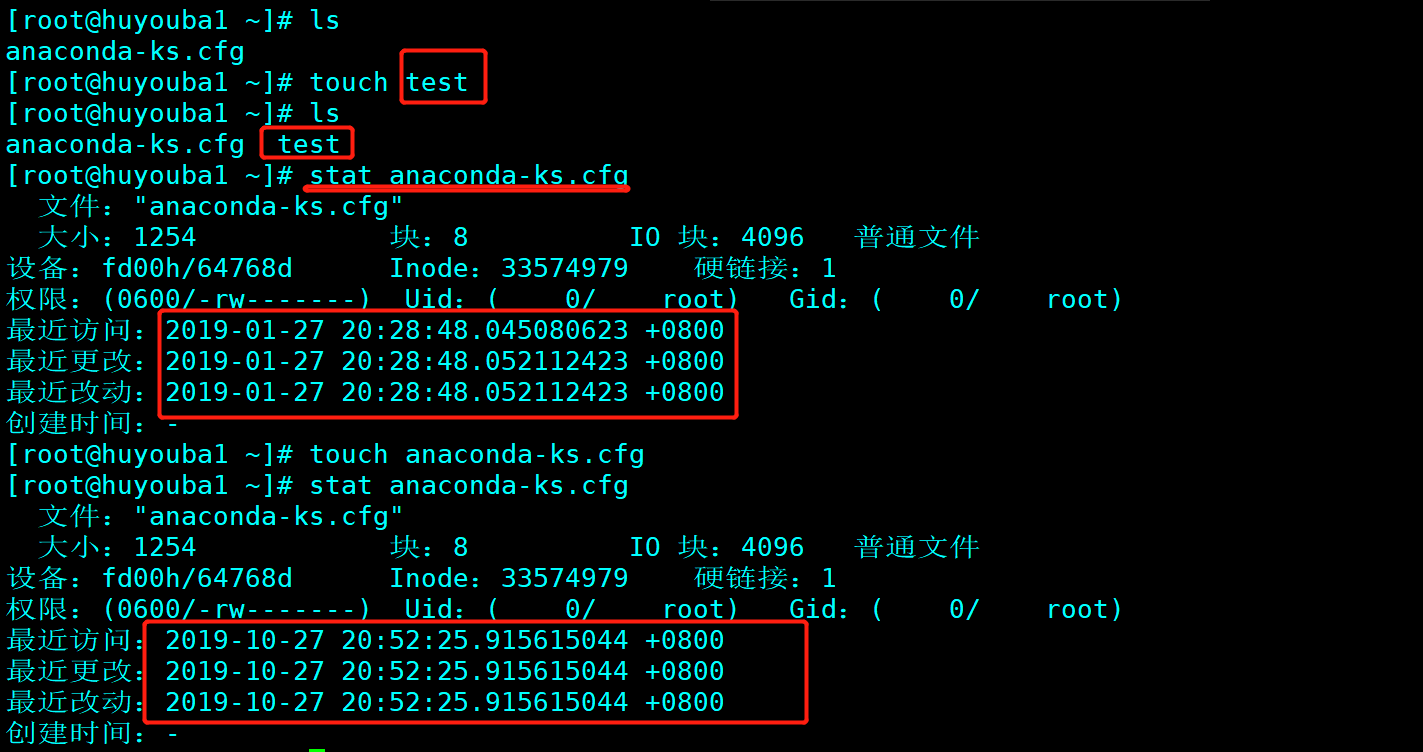 [root@huyouba1 ~]# ls
anaconda-ks.cfg
[root@huyouba1 ~]# touch test
[root@huyouba1 ~]# ls
anaconda-ks.cfg  test
[root@huyouba1 ~]# stat anaconda-ks.cfg
  文件："anaconda-ks.cfg"
  大小：1254            块：8          IO 块：4096   普通文件
设备：fd00h/64768d      Inode：33574979    硬链接：1
权限：(0600/-rw-------)  Uid：(    0/    root)   Gid：(    0/    root)
最近访问：2019-01-27 20:28:48.045080623 +0800
最近更改：2019-01-27 20:28:48.052112423 +0800
最近改动：2019-01-27 20:28:48.052112423 +0800
创建时间：-
[root@huyouba1 ~]# touch anaconda-ks.cfg
[root@huyouba1 ~]# stat anaconda-ks.cfg
  文件："anaconda-ks.cfg"
  大小：1254            块：8          IO 块：4096   普通文件
设备：fd00h/64768d      Inode：33574979    硬链接：1
权限：(0600/-rw-------)  Uid：(    0/    root)   Gid：(    0/    root)
最近访问：2019-10-27 20:52:25.915615044 +0800
最近更改：2019-10-27 20:52:25.915615044 +0800
最近改动：2019-10-27 20:52:25.915615044 +0800
创建时间：-